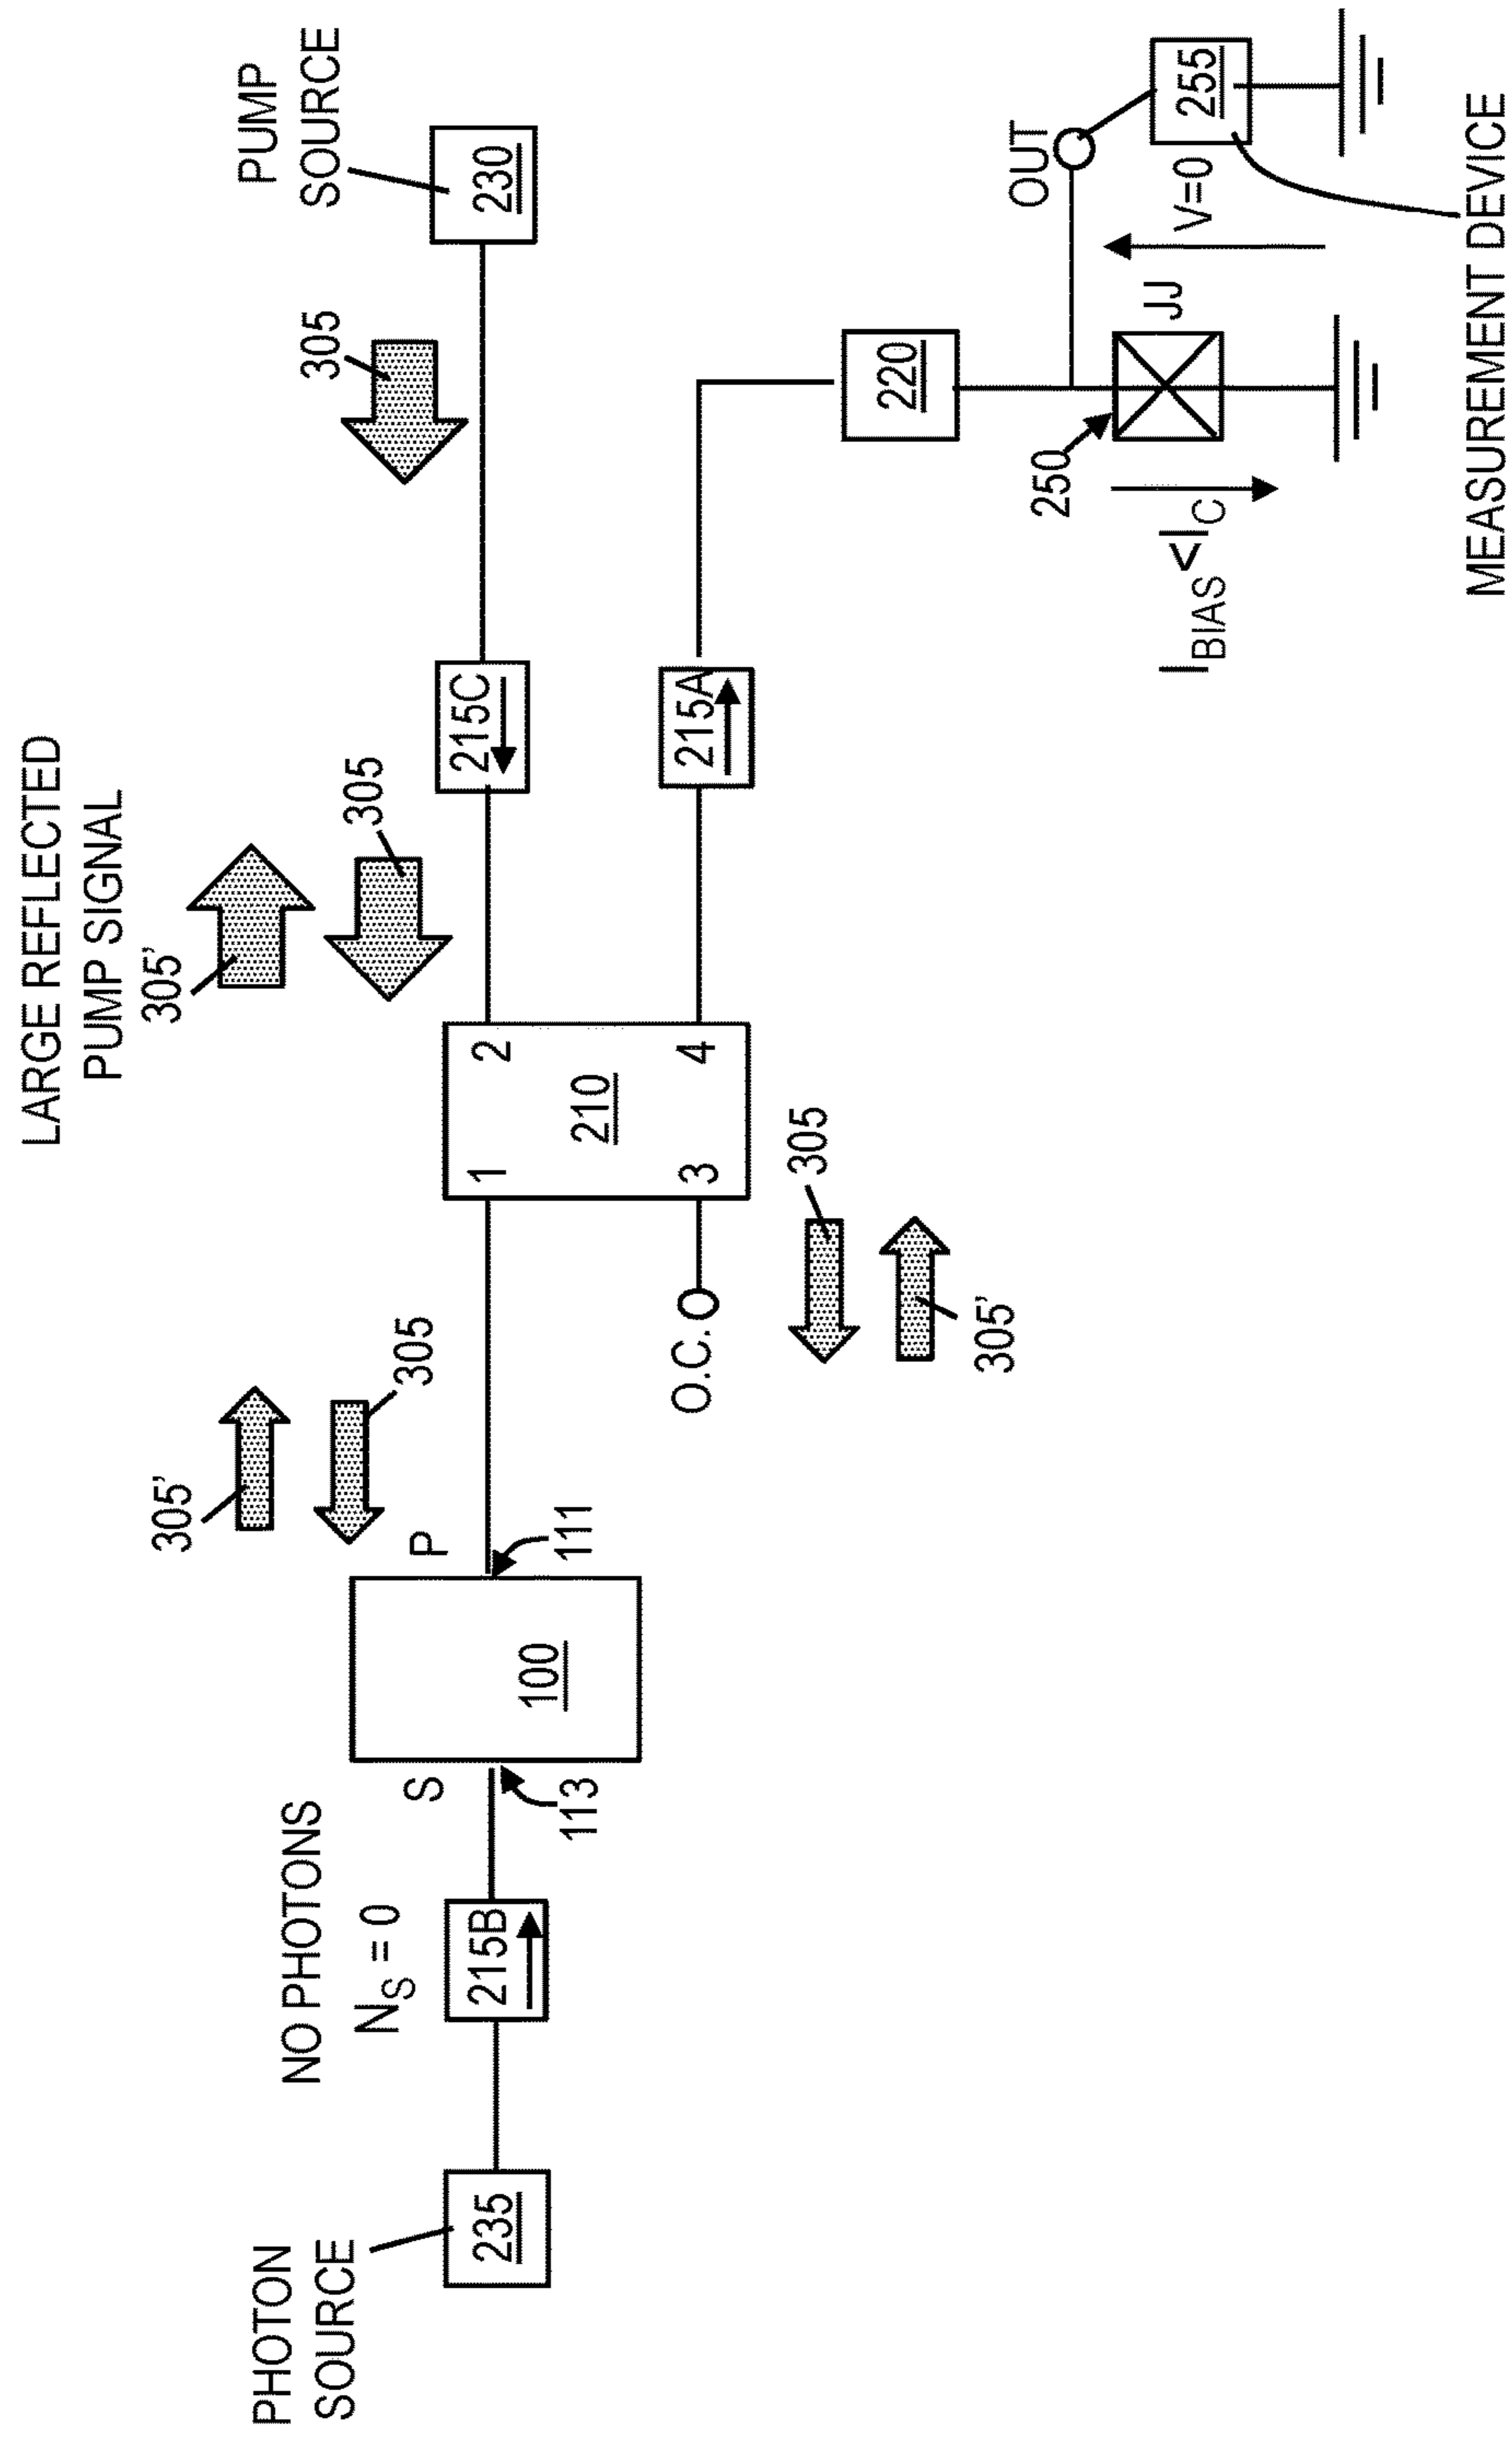 LARGE REFLECTED
PUMP SIGNAL
305'
305
305
PUMP
SOURCE
230
305'
305
NO PHOTONS
N_S = 0
PHOTON
SOURCE
235
215B
S
113
100
P
111
1
2
3
4
210
215C
215A
O.C.
305
305'
220
250
JJ
I_BIAS<I_C
OUT
V=0
255
MEASUREMENT DEVICE